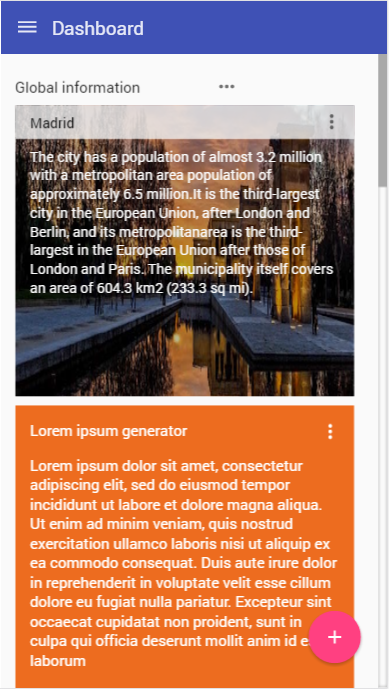 Dashboard
Global information
Madrid
The city has a population of almost 3.2 million
with a metropolitan area population of
approximately 6.5 million.It is the third-largest
city in the European Union, after London and
Berlin, and its metropolitanarea is the third-
largest in the European Union after those of
London and Paris. The municipality itself covers
an area of 604.3 km2 (233.3 sq mi).
Lorem ipsum generator
Lorem ipsum dolor sit amet, consectetur
adipiscing elit, sed do eiusmod tempor
incididunt ut labore et dolore magna aliqua.
Ut enim ad minim veniam, quis nostrud
exercitation ullamco laboris nisi ut aliquip ex
ea commodo consequat. Duis aute irure dolor
in reprehenderit in voluptate velit esse cillum
dolore eu fugiat nulla pariatur. Excepteur sint
occaecat cupidatat non proident, sunt in
culpa qui officia deserunt mollit anim id
laborum